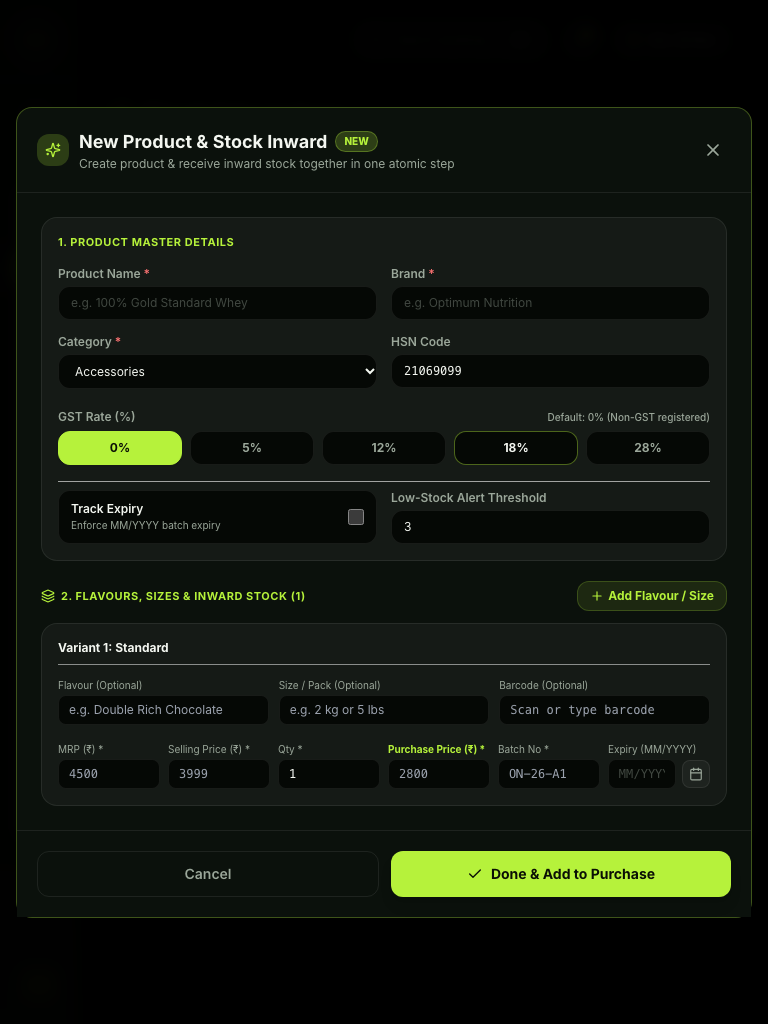 New Product & Stock Inward NEW
Create product & receive inward stock together in one atomic step
1. PRODUCT MASTER DETAILS
Product Name * Brand *
e.g. 100% Gold Standard Whey e.g. Optimum Nutrition
Category * HSN Code
Accessories 21069099
GST Rate (%) Default: 0% (Non-GST registered)
0% 5% 12% 18% 28%
Track Expiry Low-Stock Alert Threshold
Enforce MM/YYYY batch expiry 3
2. FLAVOURS, SIZES & INWARD STOCK (1) + Add Flavour / Size
Variant 1: Standard
Flavour (Optional) Size / Pack (Optional) Barcode (Optional)
e.g. Double Rich Chocolate e.g. 2 kg or 5 lbs Scan or type barcode
MRP (₹) * Selling Price (₹) * Qty * Purchase Price (₹) * Batch No * Expiry (MM/YYYY)
4500 3999 1 2800 ON-26-A1 MM/YYY
Cancel Done & Add to Purchase